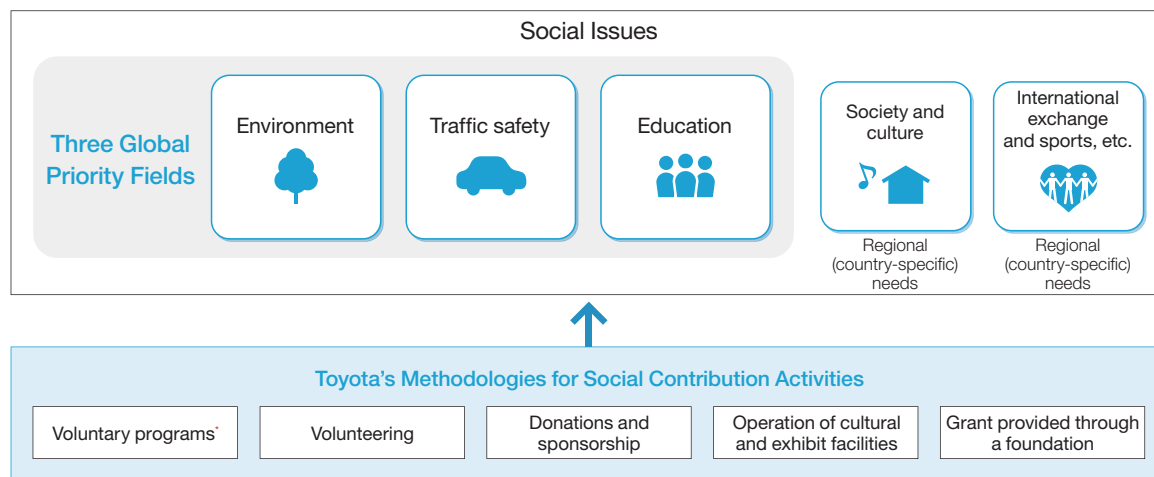 Social Issues
Three Global
Priority Fields
Environment
Traffic safety
Education
Society and
culture
Regional
(country-specific)
needs
International
exchange
and sports, etc.
Regional
(country-specific)
needs
Toyota's Methodologies for Social Contribution Activities
Voluntary programs*
Volunteering
Donations and
sponsorship
Operation of cultural
and exhibit facilities
Grant provided through
a foundation